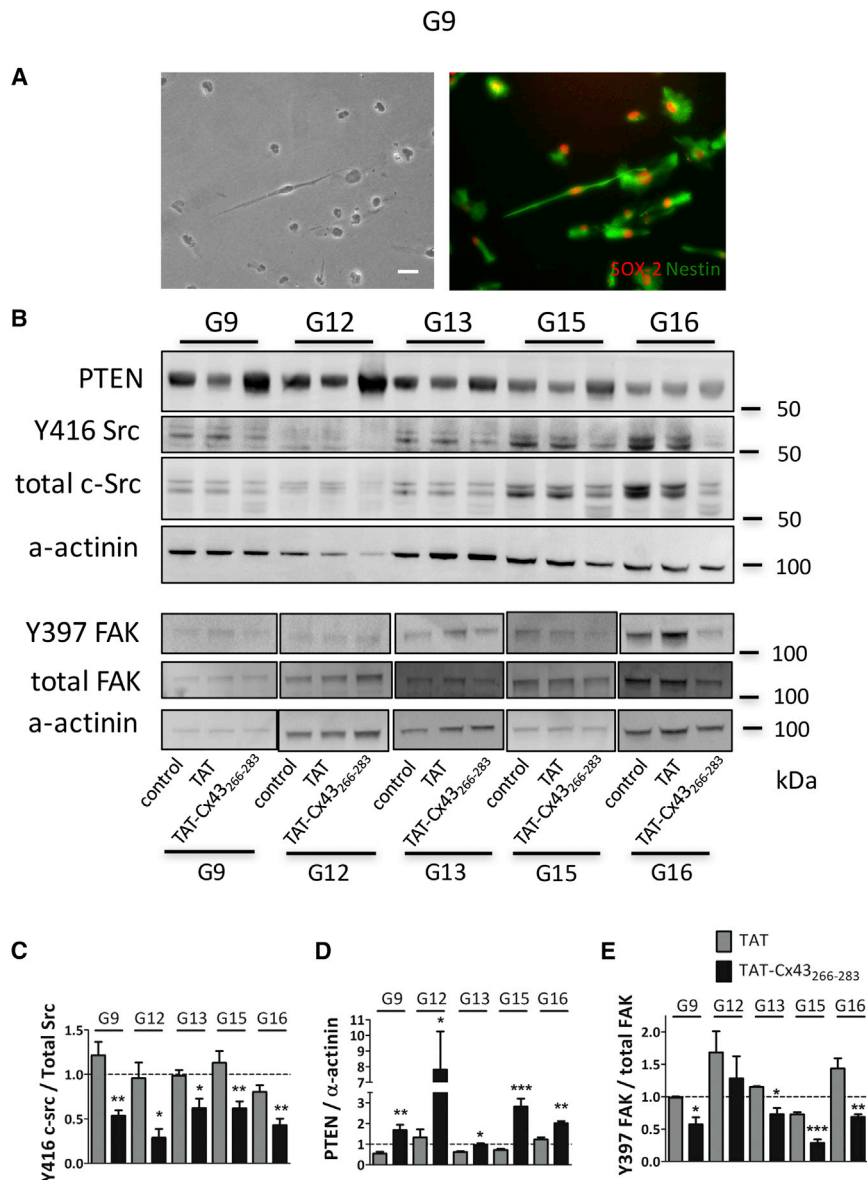 G9
A
SOX-2 Nestin
B
G9 G12 G13 G15 G16
PTEN
50
Y416 Src
50
total c-Src
50
a-actinin
100
Y397 FAK
100
total FAK
100
a-actinin
100
control TAT TAT-Cx43266-283 control TAT TAT-Cx43266-283 control TAT TAT-Cx43266-283 control TAT TAT-Cx43266-283 control TAT TAT-Cx43266-283
kDa
G9 G12 G13 G15 G16
TAT
TAT-Cx43266-283
C
G9 G12 G13 G15 G16
Y416 c-src / Total Src
1.5
1.0
0.5
0.0
** * * ** **
D
G9 G12 G13 G15 G16
PTEN / α-actinin
11
10
8
6
4
3
2
1
0
** * * *** **
E
G9 G12 G13 G15 G16
Y397 FAK / total FAK
2.0
1.5
1.0
0.5
0.0
* * *** **